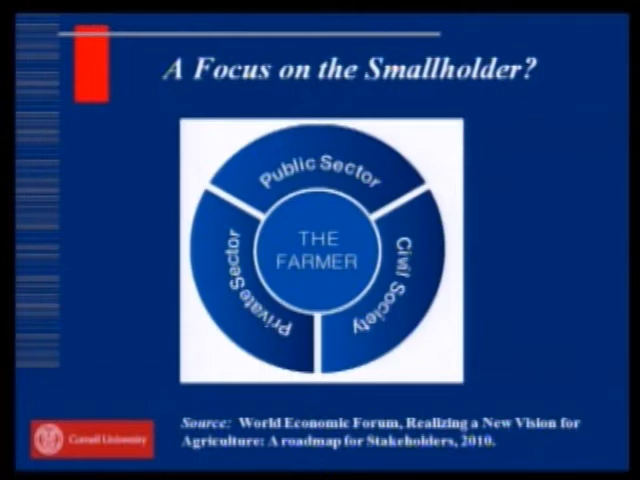 A Focus on the Smallholder?
Public Sector
THE
FARMER
Private Sector
Civil Society
Source: World Economic Forum, Realizing a New Vision for
Agriculture: A roadmap for Stakeholders, 2010.
Cornell University